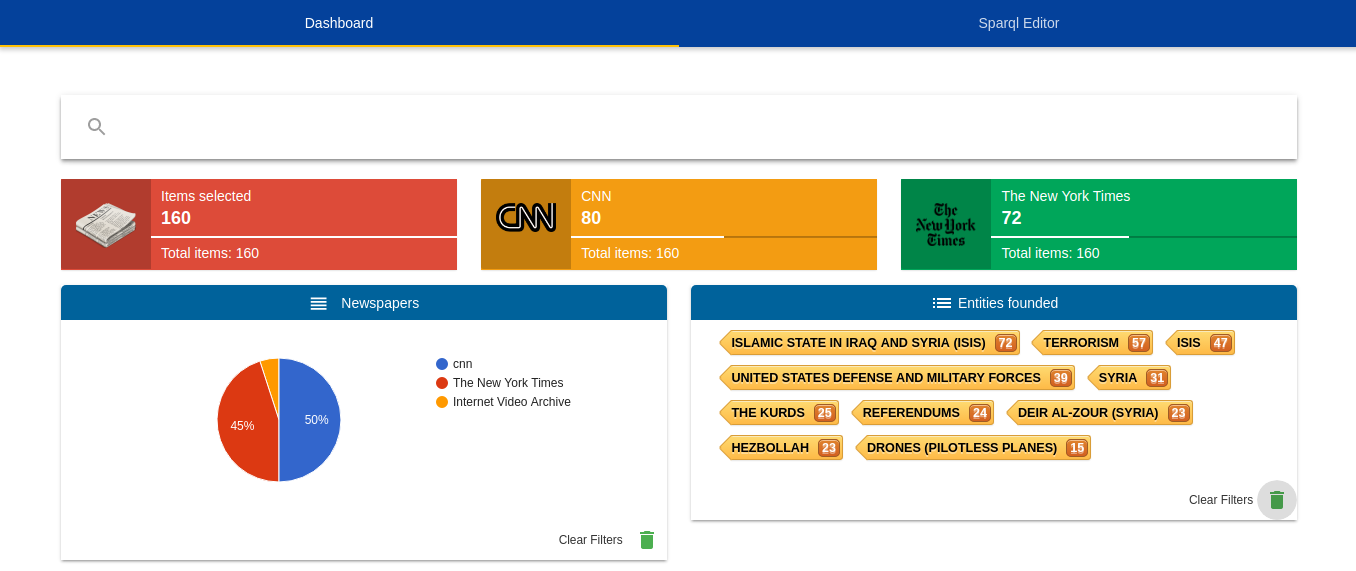 Dashboard Sparql Editor
Items selected
160
Total items: 160
CNN
CNN
80
Total items: 160
The New York Times
The New York Times
72
Total items: 160
Newspapers
50%
45%
cnn
The New York Times
Internet Video Archive
Clear Filters
Entities founded
ISLAMIC STATE IN IRAQ AND SYRIA (ISIS) 72 TERRORISM 57 ISIS 47
UNITED STATES DEFENSE AND MILITARY FORCES 39 SYRIA 31
THE KURDS 25 REFERENDUMS 24 DEIR AL-ZOUR (SYRIA) 23
HEZBOLLAH 23 DRONES (PILOTLESS PLANES) 15
Clear Filters